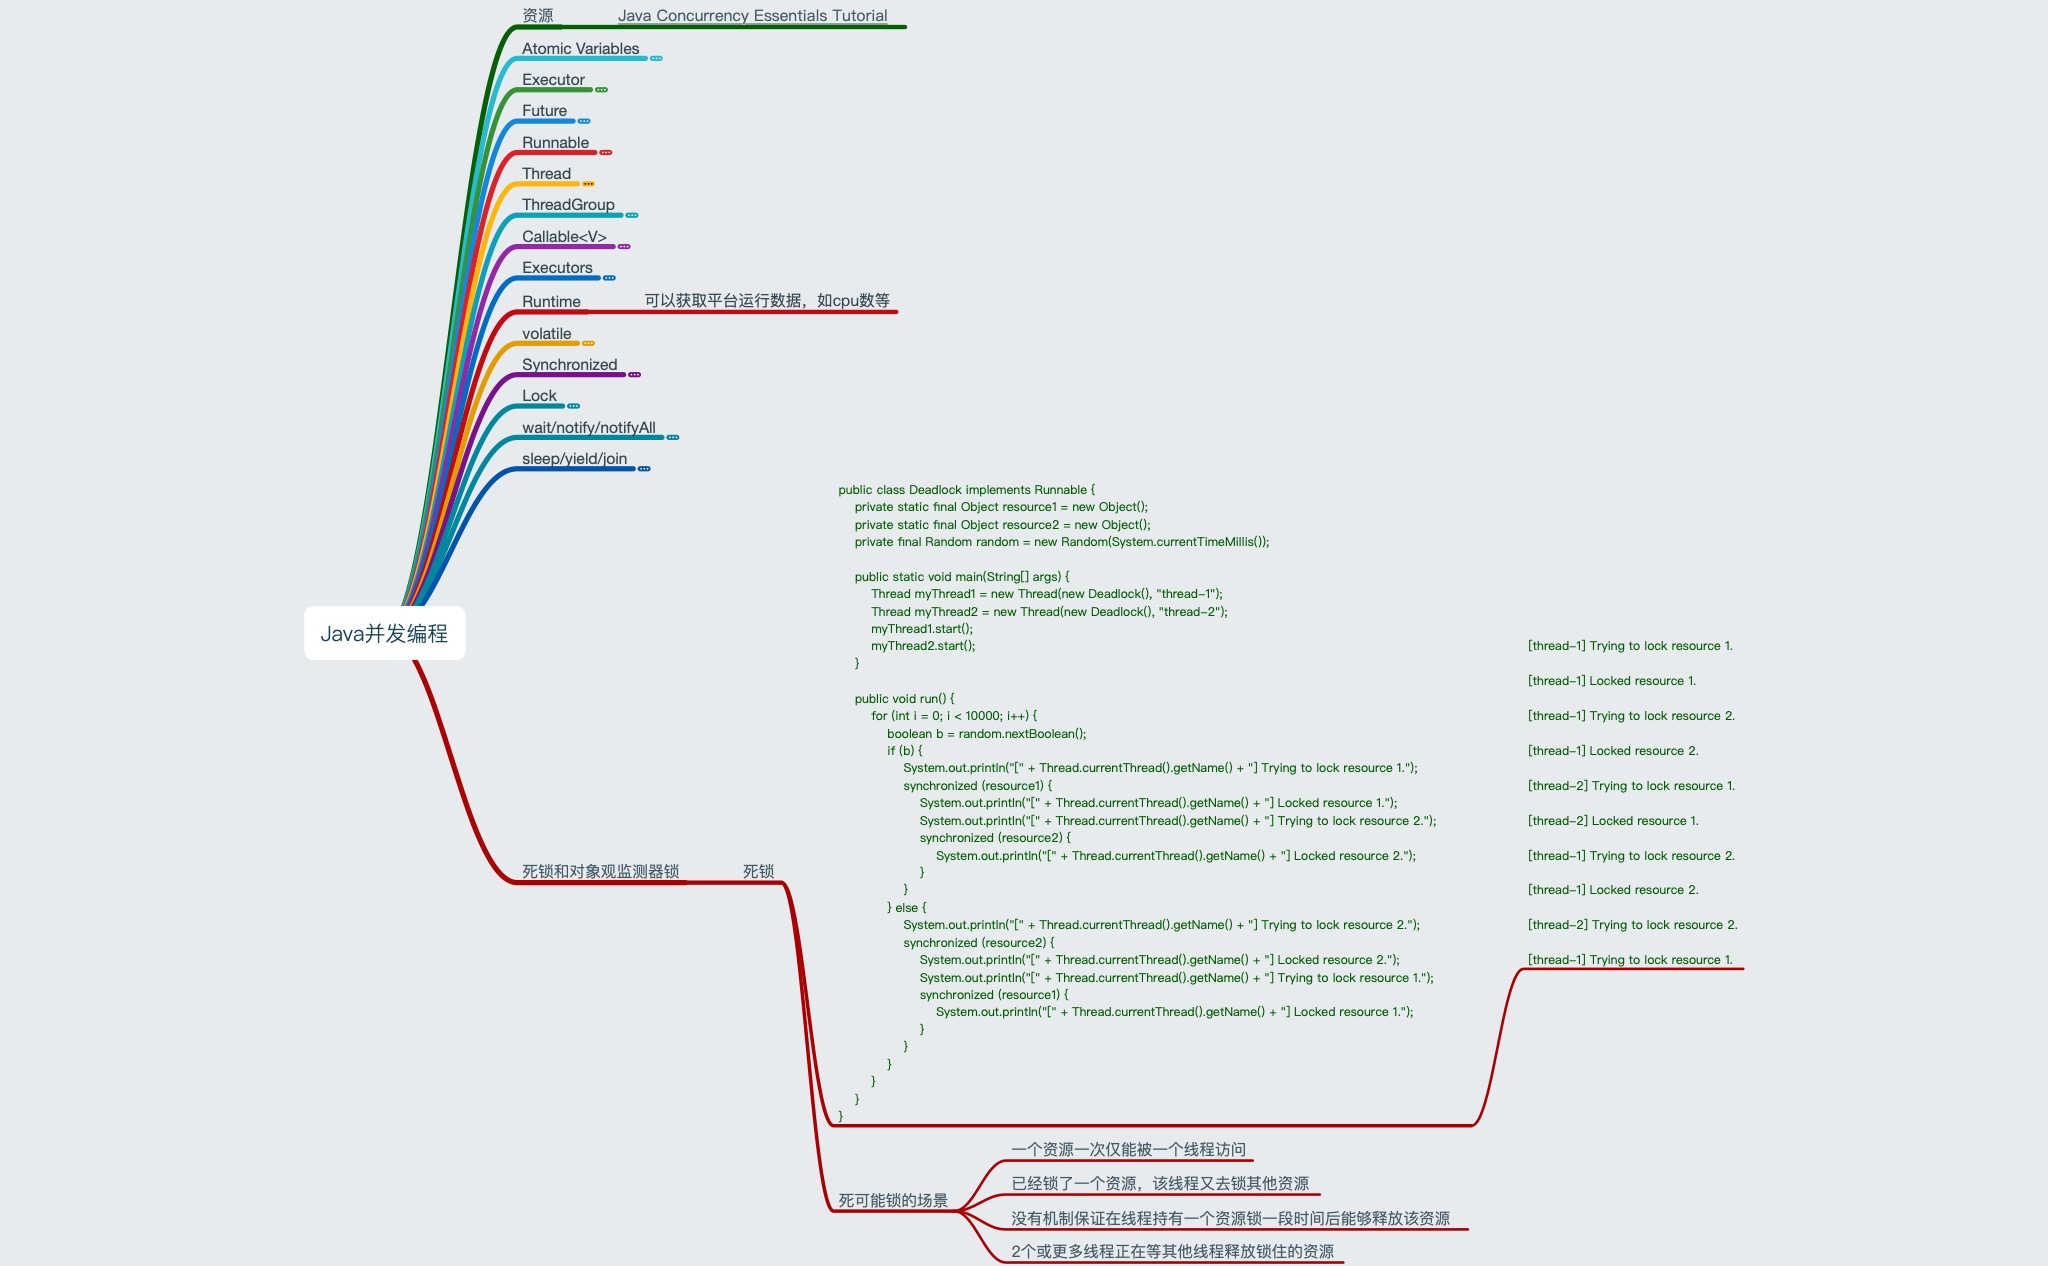 资源
Java Concurrency Essentials Tutorial
Atomic Variables
Executor
Future
Runnable
Thread
ThreadGroup
Callable<V>
Executors
Runtime
可以获取平台运行数据，如cpu数等
volatile
Synchronized
Lock
wait/notify/notifyAll
sleep/yield/join
Java并发编程
死锁和对象观监测器锁
死锁
public class Deadlock implements Runnable {
    private static final Object resource1 = new Object();
    private static final Object resource2 = new Object();
    private final Random random = new Random(System.currentTimeMillis());

    public static void main(String[] args) {
        Thread myThread1 = new Thread(new Deadlock(), "thread-1");
        Thread myThread2 = new Thread(new Deadlock(), "thread-2");
        myThread1.start();
        myThread2.start();
    }

    public void run() {
        for (int i = 0; i < 10000; i++) {
            boolean b = random.nextBoolean();
            if (b) {
                System.out.println("[" + Thread.currentThread().getName() + "] Trying to lock resource 1.");
                synchronized (resource1) {
                    System.out.println("[" + Thread.currentThread().getName() + "] Locked resource 1.");
                    System.out.println("[" + Thread.currentThread().getName() + "] Trying to lock resource 2.");
                    synchronized (resource2) {
                        System.out.println("[" + Thread.currentThread().getName() + "] Locked resource 2.");
                    }
                }
            } else {
                System.out.println("[" + Thread.currentThread().getName() + "] Trying to lock resource 2.");
                synchronized (resource2) {
                    System.out.println("[" + Thread.currentThread().getName() + "] Locked resource 2.");
                    System.out.println("[" + Thread.currentThread().getName() + "] Trying to lock resource 1.");
                    synchronized (resource1) {
                        System.out.println("[" + Thread.currentThread().getName() + "] Locked resource 1.");
                    }
                }
            }
        }
    }
}
[thread-1] Trying to lock resource 1.
[thread-1] Locked resource 1.
[thread-1] Trying to lock resource 2.
[thread-1] Locked resource 2.
[thread-2] Trying to lock resource 1.
[thread-2] Locked resource 1.
[thread-1] Trying to lock resource 2.
[thread-1] Locked resource 2.
[thread-2] Trying to lock resource 2.
[thread-1] Trying to lock resource 1.
死可能锁的场景
一个资源一次仅能被一个线程访问
已经锁了一个资源，该线程又去锁其他资源
没有机制保证在线程持有一个资源锁一段时间后能够释放该资源
2个或更多线程正在等其他线程释放锁住的资源